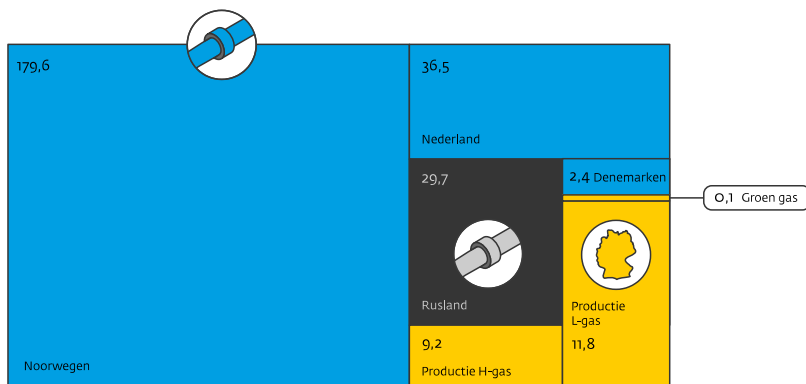 179,6
Noorwegen
36,5
Nederland
29,7
Rusland
2,4 Denemarken
0,1 Groen gas
9,2
Productie H-gas
Productie
L-gas
11,8